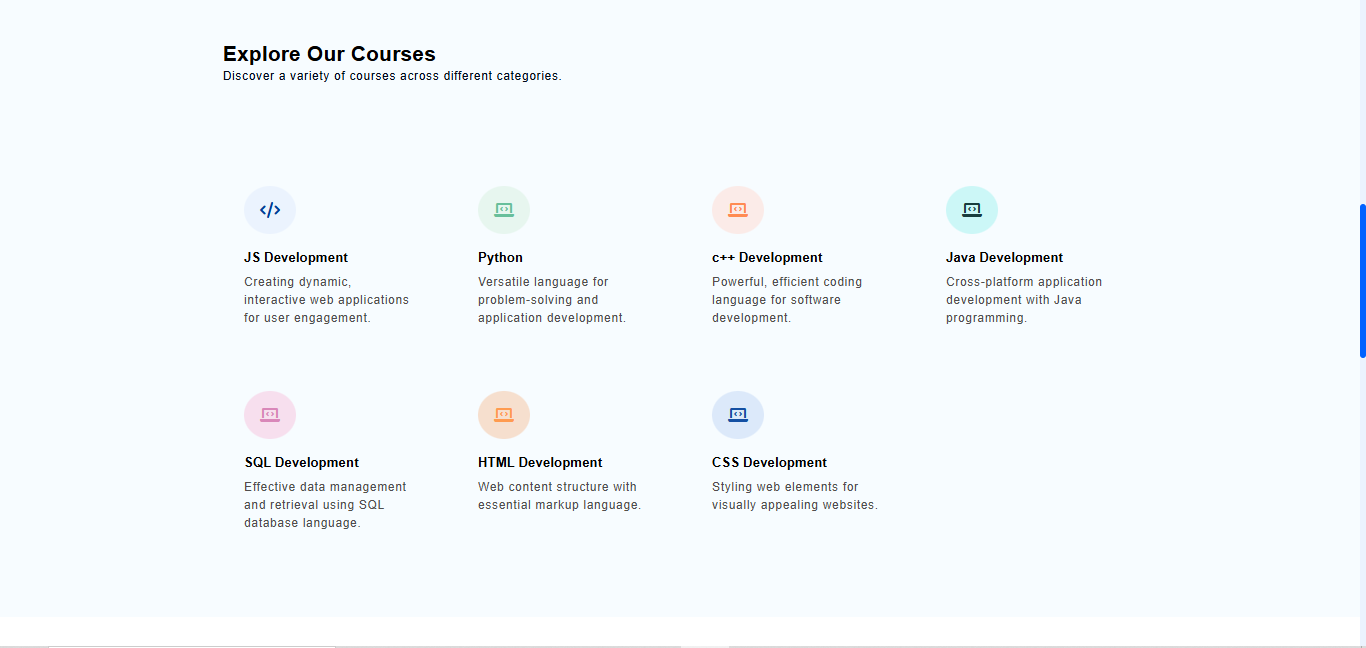 Explore Our Courses
Discover a variety of courses across different categories.
JS Development
Creating dynamic,
interactive web applications
for user engagement.
Python
Versatile language for
problem-solving and
application development.
c++ Development
Powerful, efficient coding
language for software
development.
Java Development
Cross-platform application
development with Java
programming.
SQL Development
Effective data management
and retrieval using SQL
database language.
HTML Development
Web content structure with
essential markup language.
CSS Development
Styling web elements for
visually appealing websites.